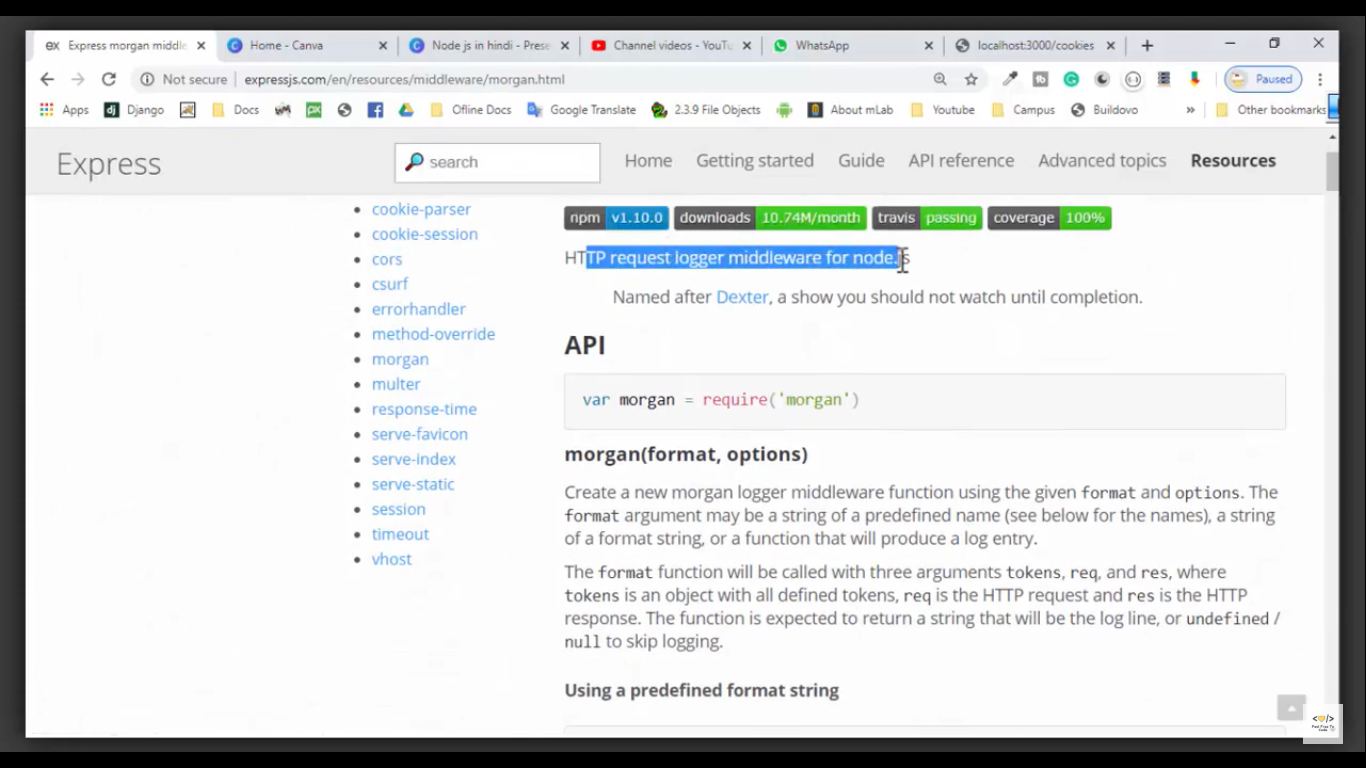 Express morgan middle
Home - Canva
Node js in hindi - Prese
Channel videos - YouTu
WhatsApp
localhost:3000/cookies
Not secure
expressjs.com/en/resources/middleware/morgan.html
Paused
Apps
Django
Docs
Ofline Docs
Google Translate
2.3.9 File Objects
About mLab
Youtube
Campus
Buildovo
»
Other bookmarks
Express
search
Home
Getting started
Guide
API reference
Advanced topics
Resources
cookie-parser
cookie-session
cors
csurf
errorhandler
method-override
morgan
multer
response-time
serve-favicon
serve-index
serve-static
session
timeout
vhost
npm v1.10.0 downloads 10.74M/month travis passing coverage 100%
HTTP request logger middleware for node.js
Named after Dexter, a show you should not watch until completion.
API
var morgan = require('morgan')
morgan(format, options)
Create a new morgan logger middleware function using the given format and options. The
format argument may be a string of a predefined name (see below for the names), a string
of a format string, or a function that will produce a log entry.
The format function will be called with three arguments tokens, req, and res, where
tokens is an object with all defined tokens, req is the HTTP request and res is the HTTP
response. The function is expected to return a string that will be the log line, or undefined /
null to skip logging.
Using a predefined format string